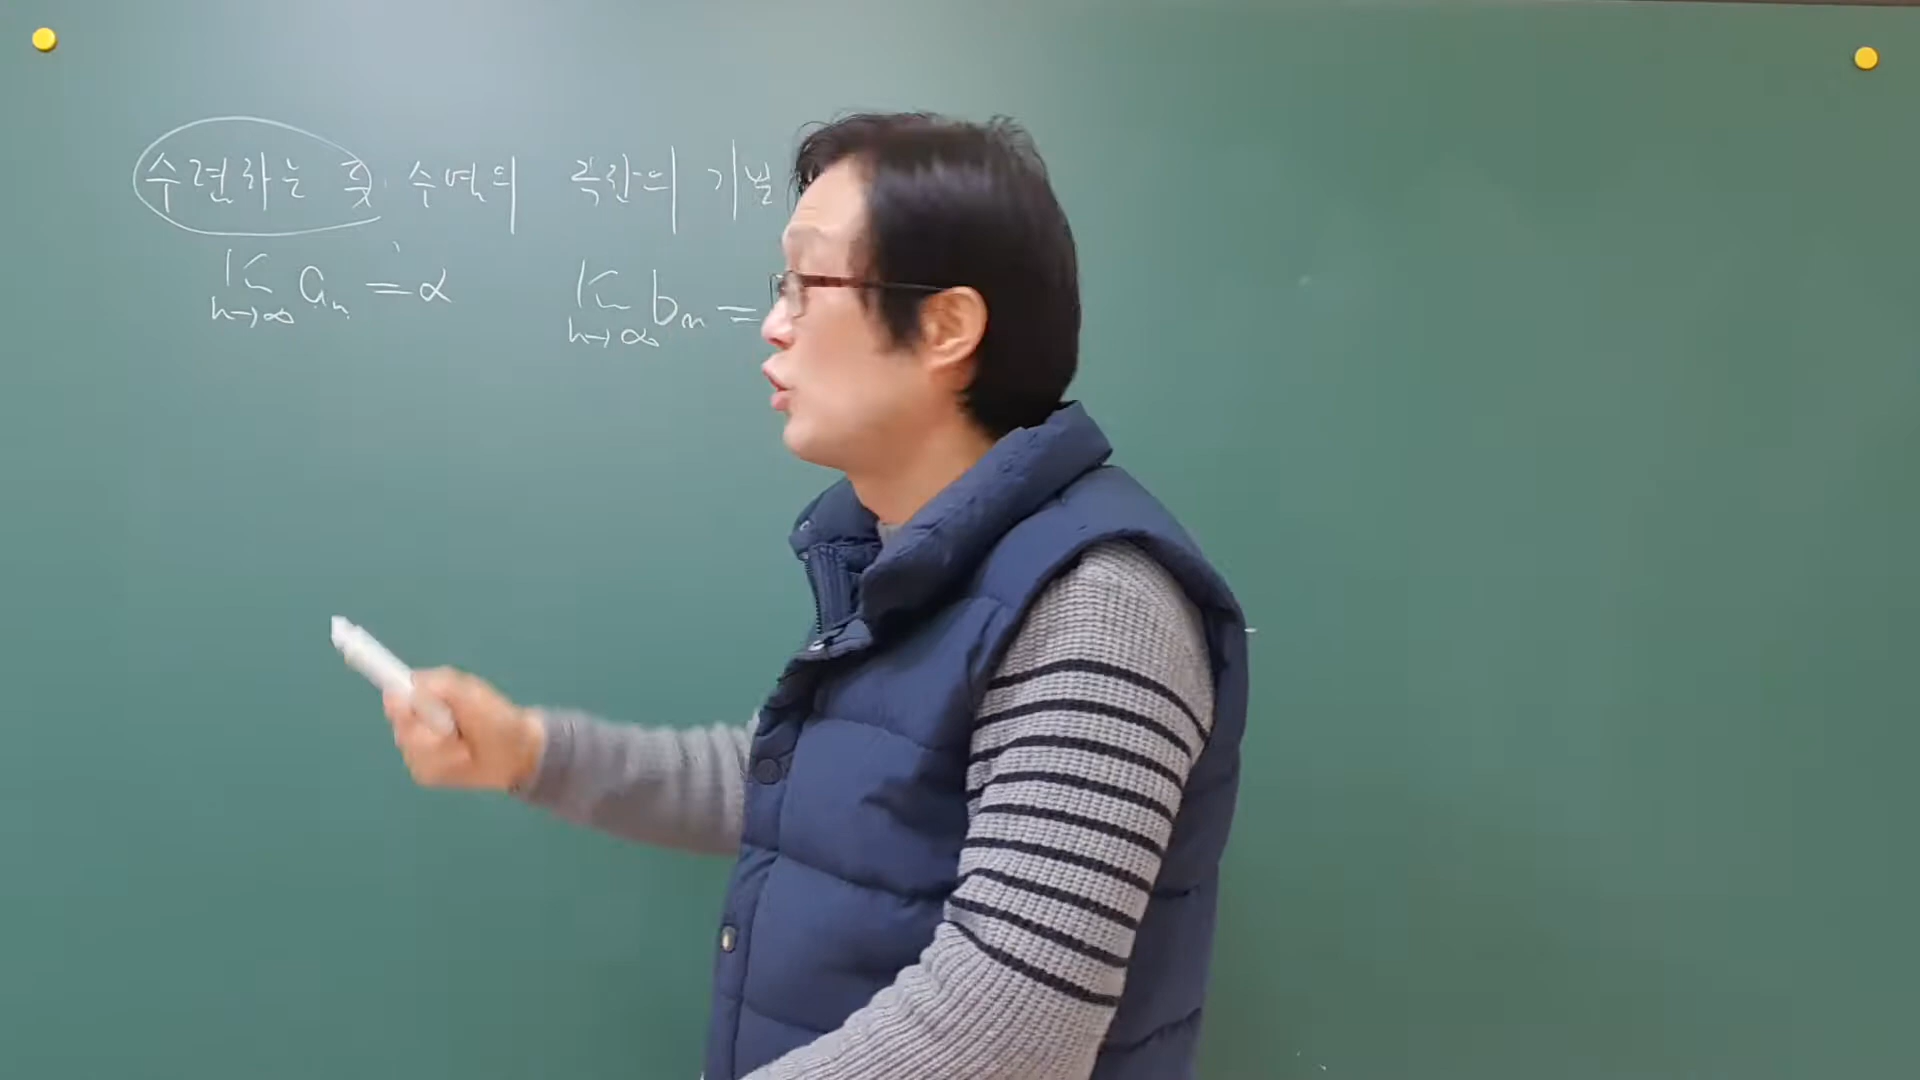 수렴하는 두 수열의 극한의 기본
lim n→∞ aₙ = α lim n→∞ bₙ =